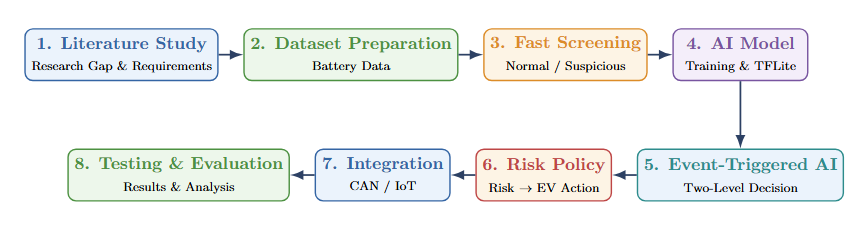 1. Literature Study
Research Gap & Requirements
2. Dataset Preparation
Battery Data
3. Fast Screening
Normal / Suspicious
4. AI Model
Training & TFLite
5. Event-Triggered AI
Two-Level Decision
6. Risk Policy
Risk → EV Action
7. Integration
CAN / IoT
8. Testing & Evaluation
Results & Analysis